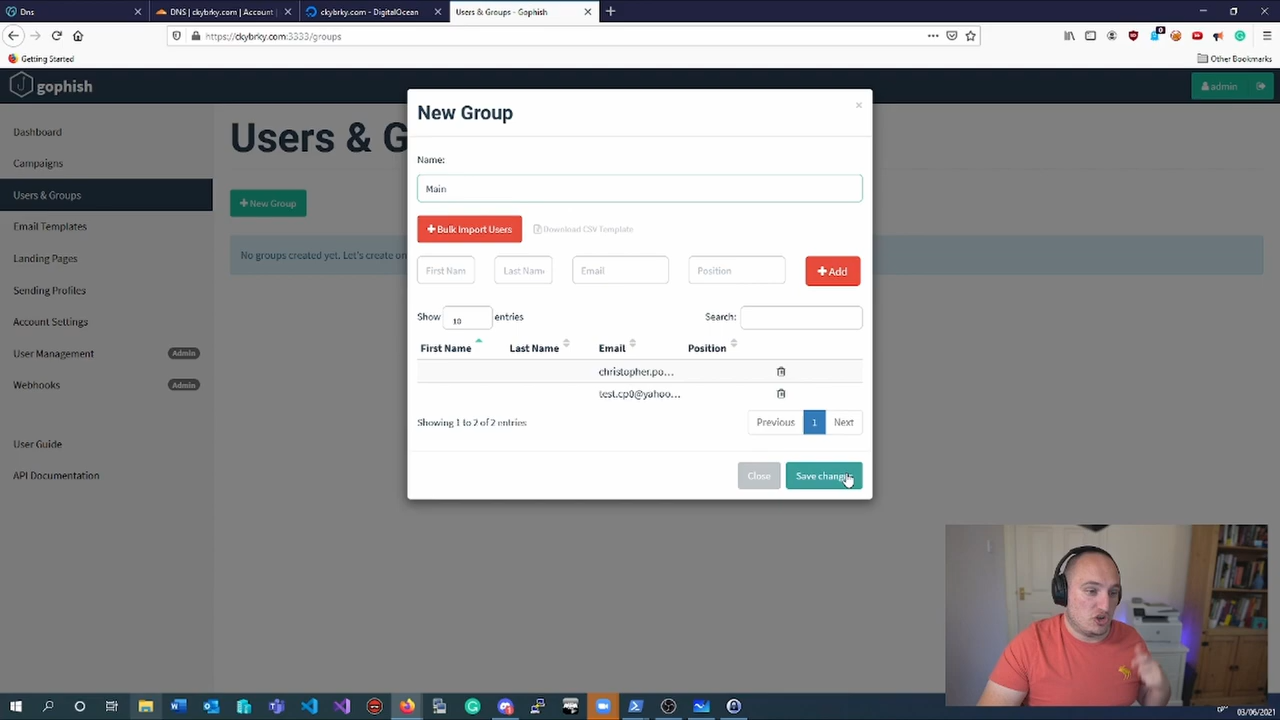 Dns
DNS | ckybrky.com | Account
ckybrky.com - DigitalOcean
Users & Groups - Gophish
https://ckybrky.com:3333/groups
Getting Started
Other Bookmarks
gophish
admin
Dashboard
Campaigns
Users & Groups
Email Templates
Landing Pages
Sending Profiles
Account Settings
User Management
Admin
Webhooks
Admin
User Guide
API Documentation
Users & G
New Group
No groups created yet. Let's create on
New Group
Name:
Main
Bulk Import Users
Download CSV Template
First Nam
Last Name
Email
Position
Add
Show 10 entries
Search:
First Name
Last Name
Email
Position
christopher.po...
test.cp0@yahoo...
Showing 1 to 2 of 2 entries
Previous
1
Next
Close
Save chang
03/06/2021